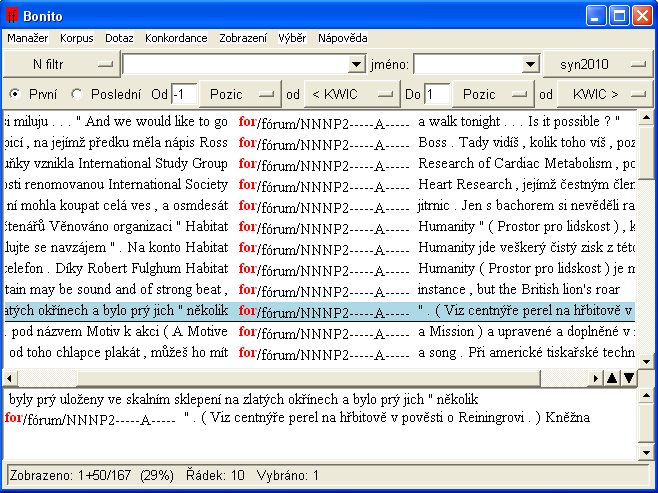 Bonito
Manažer Korpus Dotaz Konkordance Zobrazení Výběr Nápověda
N filtr jméno: syn2010
První Poslední Od -1 Pozic od < KWIC Do 1 Pozic od KWIC >
si miluju . . . " And we would like to go for/fórum/NNNP2-----A----- a walk tonight . . . Is it possible ? "
picí , na jejímž předku měla nápis Ross for/fórum/NNNP2-----A----- Boss . Tady vidíš , kolik toho víš , poz
uňky vznikla International Study Group for/fórum/NNNP2-----A----- Research of Cardiac Metabolism , po
osti renomovanou International Society for/fórum/NNNP2-----A----- Heart Research , jejímž čestným člen
ní mohla koupat celá ves , a osmdesát for/fórum/NNNP2-----A----- jitrnic . Jen s bachorem si nevěděli ra
čtenářů Věnováno organizaci " Habitat for/fórum/NNNP2-----A----- Humanity " ( Prostor pro lidskost ) , k
lujte se navzájem " . Na konto Habitat for/fórum/NNNP2-----A----- Humanity jde veškerý čistý zisk z této
telefon . Díky Robert Fulghum Habitat for/fórum/NNNP2-----A----- Humanity ( Prostor pro lidskost ) je m
tain may be sound and of strong beat , for/fórum/NNNP2-----A----- instance , but the British lion's roar
latých okřínech a bylo prý jich " několik for/fórum/NNNP2-----A----- " . ( Viz centnýře perel na hřbitově v
. pod názvem Motiv k akci ( A Motive for/fórum/NNNP2-----A----- a Mission ) a upravené a doplněné v
od toho chlapce plakát , můžeš ho mít for/fórum/NNNP2-----A----- a song . Při americké tiskařské techn
byly prý uloženy ve skalním sklepení na zlatých okřínech a bylo prý jich " několik
for/fórum/NNNP2-----A----- " . ( Viz centnýře perel na hřbitově v pověsti o Reiningrovi . ) Kněžna
Zobrazeno: 1+50/167 (29%) Řádek: 10 Vybráno: 1